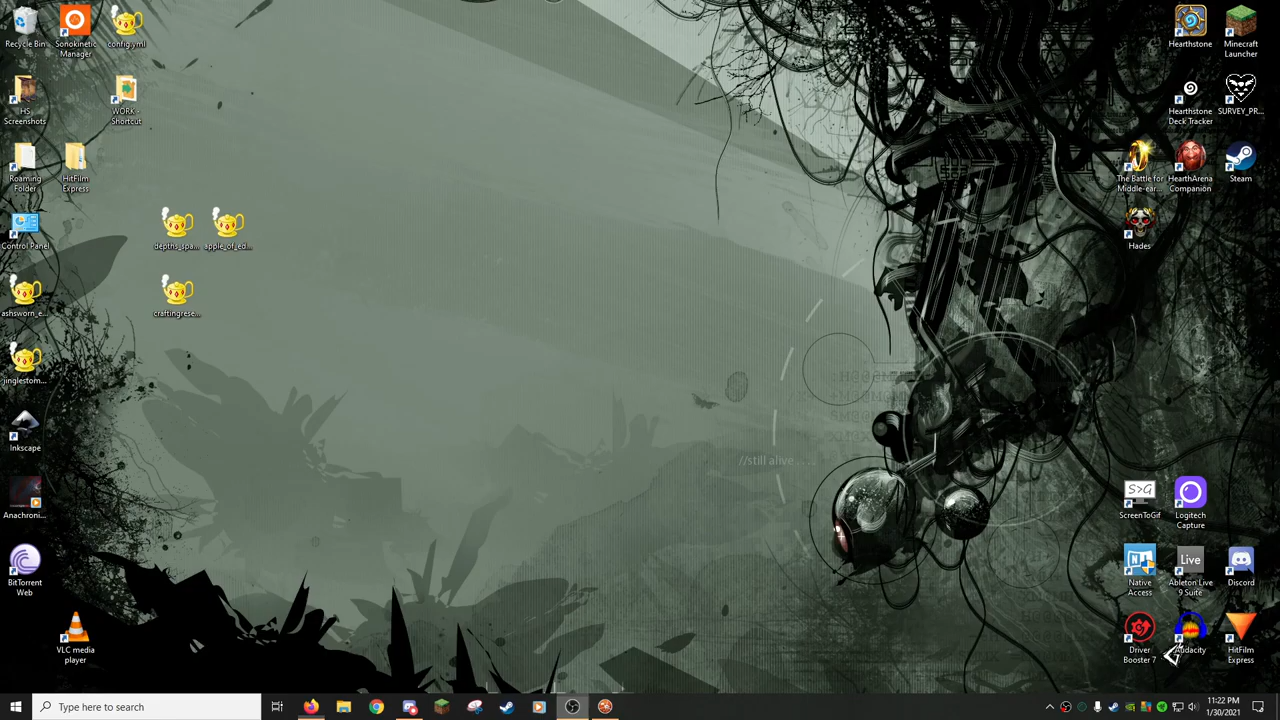 Recycle Bin
Sonokinetic Manager
config.yml
Hearthstone
Minecraft Launcher
HS Screenshots
WORK - Shortcut
Hearthstone Deck Tracker
SURVEY_PR...
Roaming Folder
HitFilm Express
The Battle for Middle-ear...
HearthArena Companion
Steam
Control Panel
depths_spa...
apple_of_ed...
Hades
ashsworn_e...
craftingrese...
jinglestom...
Inkscape
//still alive
S>G
ScreenToGif
Logitech Capture
Anachroni...
BitTorrent Web
Native Access
Live
Ableton Live 9 Suite
Discord
VLC media player
Driver Booster 7
Audacity
HitFilm Express
Type here to search
11:22 PM
1/30/2021